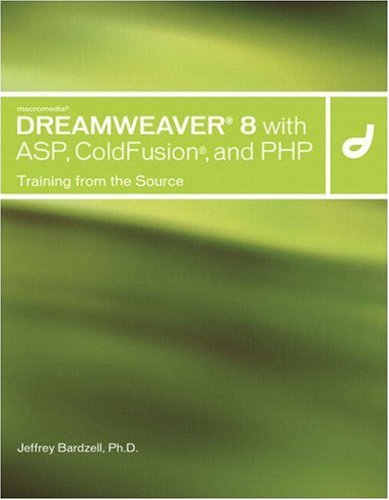 macromedia®
DREAMWEAVER® 8 with
ASP, ColdFusion®, and PHP
Training from the Source
Jeffrey Bardzell, Ph.D.